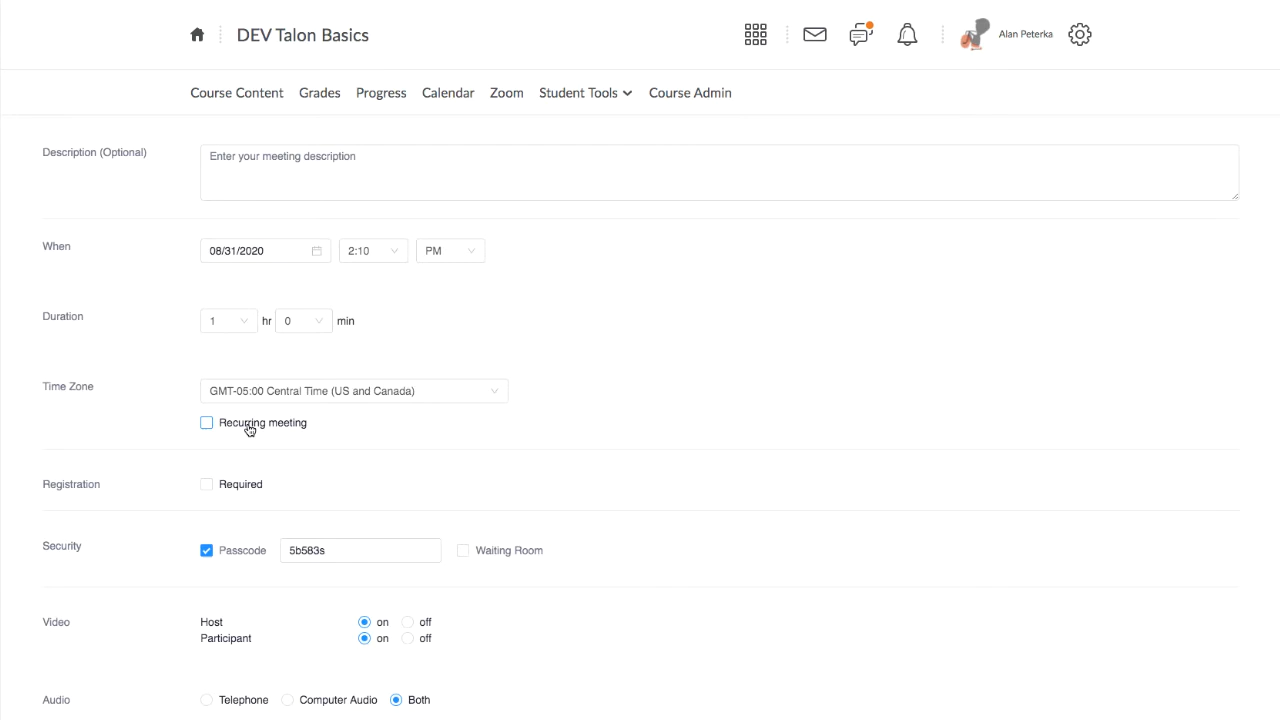 DEV Talon Basics
Alan Peterka
Course Content Grades Progress Calendar Zoom Student Tools Course Admin
Description (Optional)
Enter your meeting description
When
08/31/2020 2:10 PM
Duration
1 hr 0 min
Time Zone
GMT-05:00 Central Time (US and Canada)
Recurring meeting
Registration
Required
Security
Passcode 5b583s Waiting Room
Video
Host on off
Participant on off
Audio
Telephone Computer Audio Both